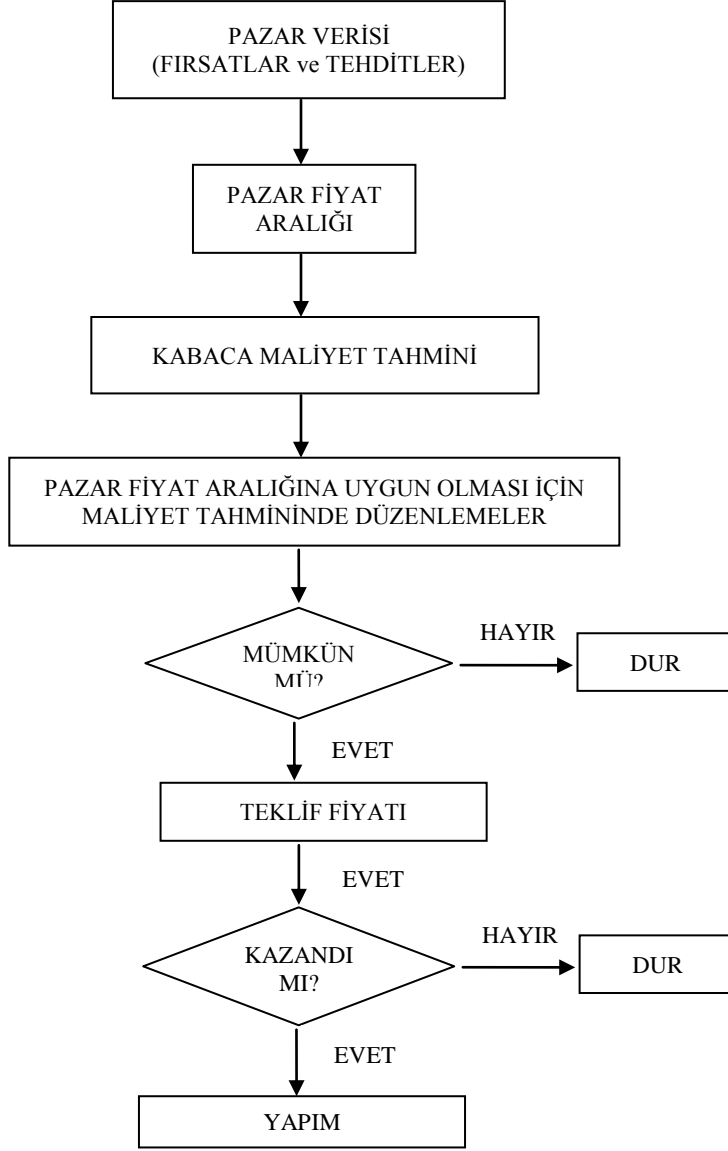 PAZAR VERİSİ
(FIRSATLAR ve TEHDİTLER)
PAZAR FİYAT
ARALIĞI
KABACA MALİYET TAHMİNİ
PAZAR FİYAT ARALIĞINA UYGUN OLMASI İÇİN
MALİYET TAHMİNİNDE DÜZENLEMELER
MÜMKÜN
MÜ?
HAYIR
DUR
EVET
TEKLİF FİYATI
EVET
KAZANDI
MI?
HAYIR
DUR
EVET
YAPIM